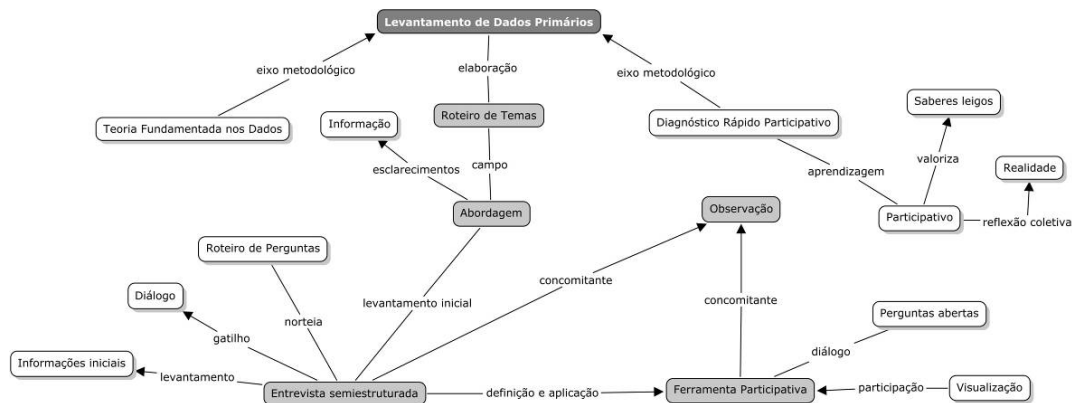 Levantamento de Dados Primários
eixo metodológico
elaboração
eixo metodológico
Saberes leigos
Roteiro de Temas
Informação
Teoria Fundamentada nos Dados
Diagnóstico Rápido Participativo
valoriza
esclarecimentos
campo
aprendizagem
Realidade
Abordagem
Observação
Participativo
reflexão coletiva
Roteiro de Perguntas
concomitante
Diálogo
levantamento inicial
concomitante
Perguntas abertas
norteia
gatilho
diálogo
Informações iniciais
levantamento
Entrevista semiestruturada
definição e aplicação
Ferramenta Participativa
participação
Visualização